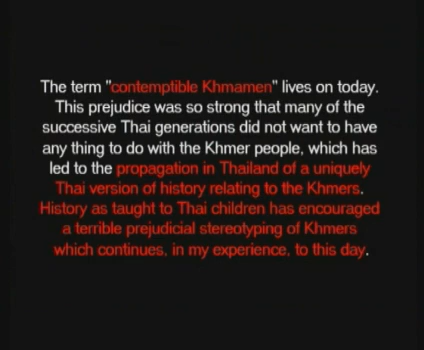 The term "contemptible Khmamen" lives on today.
This prejudice was so strong that many of the
successive Thai generations did not want to have
any thing to do with the Khmer people, which has
led to the propagation in Thailand of a uniquely
Thai version of history relating to the Khmers.
History as taught to Thai children has encouraged
a terrible prejudicial stereotyping of Khmers
which continues, in my experience, to this day.